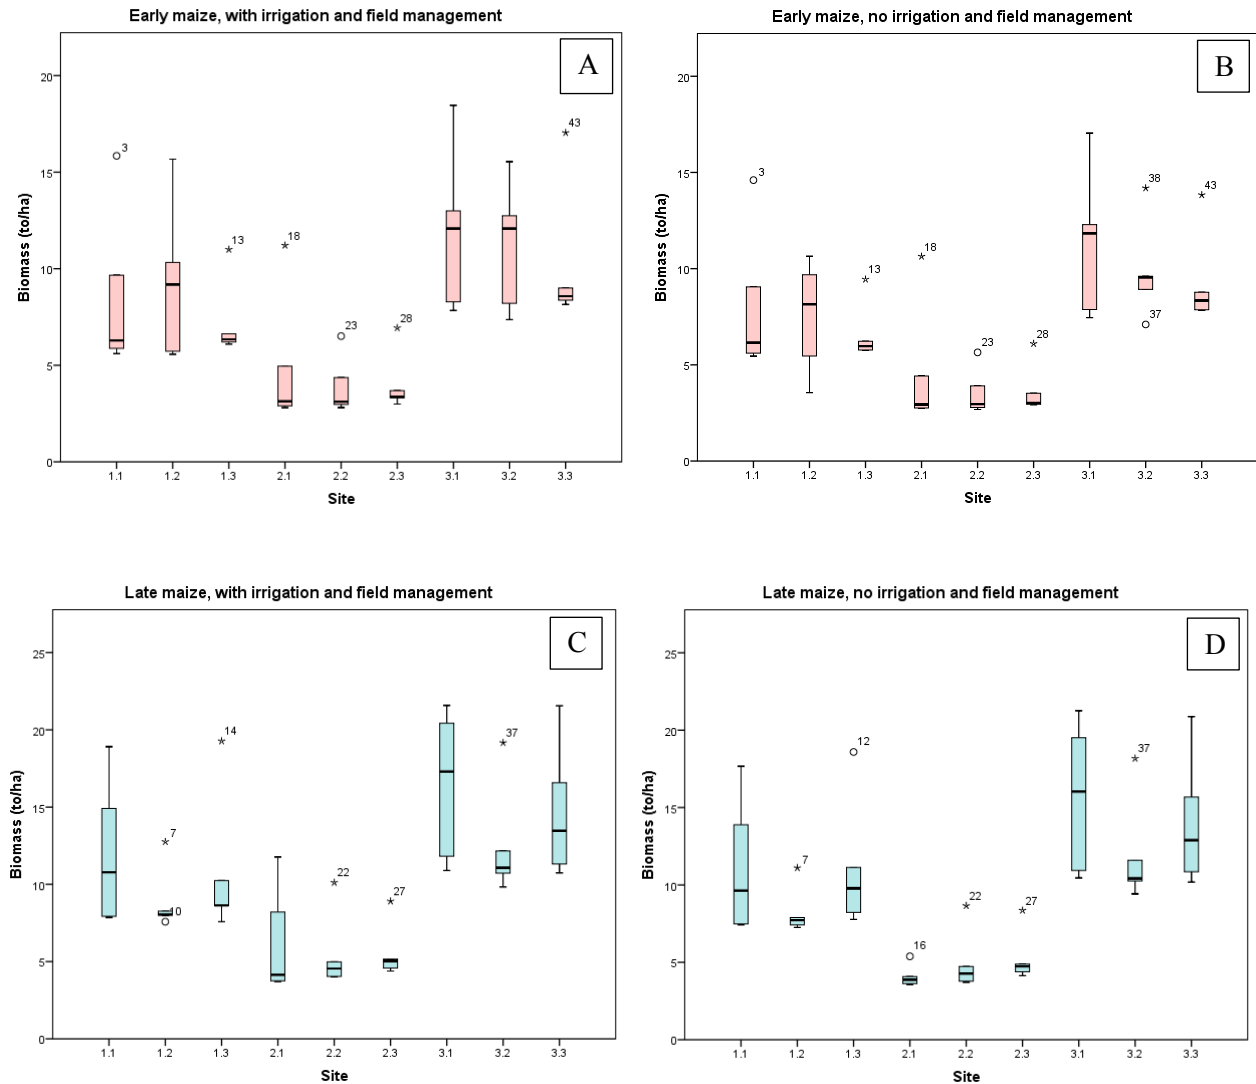 Early maize, with irrigation and field management
A
Biomass (to/ha)
20
15
10
5
0
3
13
18
23
28
43
1.1 1.2 1.3 2.1 2.2 2.3 3.1 3.2 3.3
Site
Early maize, no irrigation and field management
B
Biomass (to/ha)
20
15
10
5
0
3
13
18
23
28
38
37
43
1.1 1.2 1.3 2.1 2.2 2.3 3.1 3.2 3.3
Site
Late maize, with irrigation and field management
C
Biomass (to/ha)
25
20
15
10
5
0
7
10
14
22
27
37
1.1 1.2 1.3 2.1 2.2 2.3 3.1 3.2 3.3
Site
Late maize, no irrigation and field management
D
Biomass (to/ha)
25
20
15
10
5
0
7
12
16
22
27
37
1.1 1.2 1.3 2.1 2.2 2.3 3.1 3.2 3.3
Site